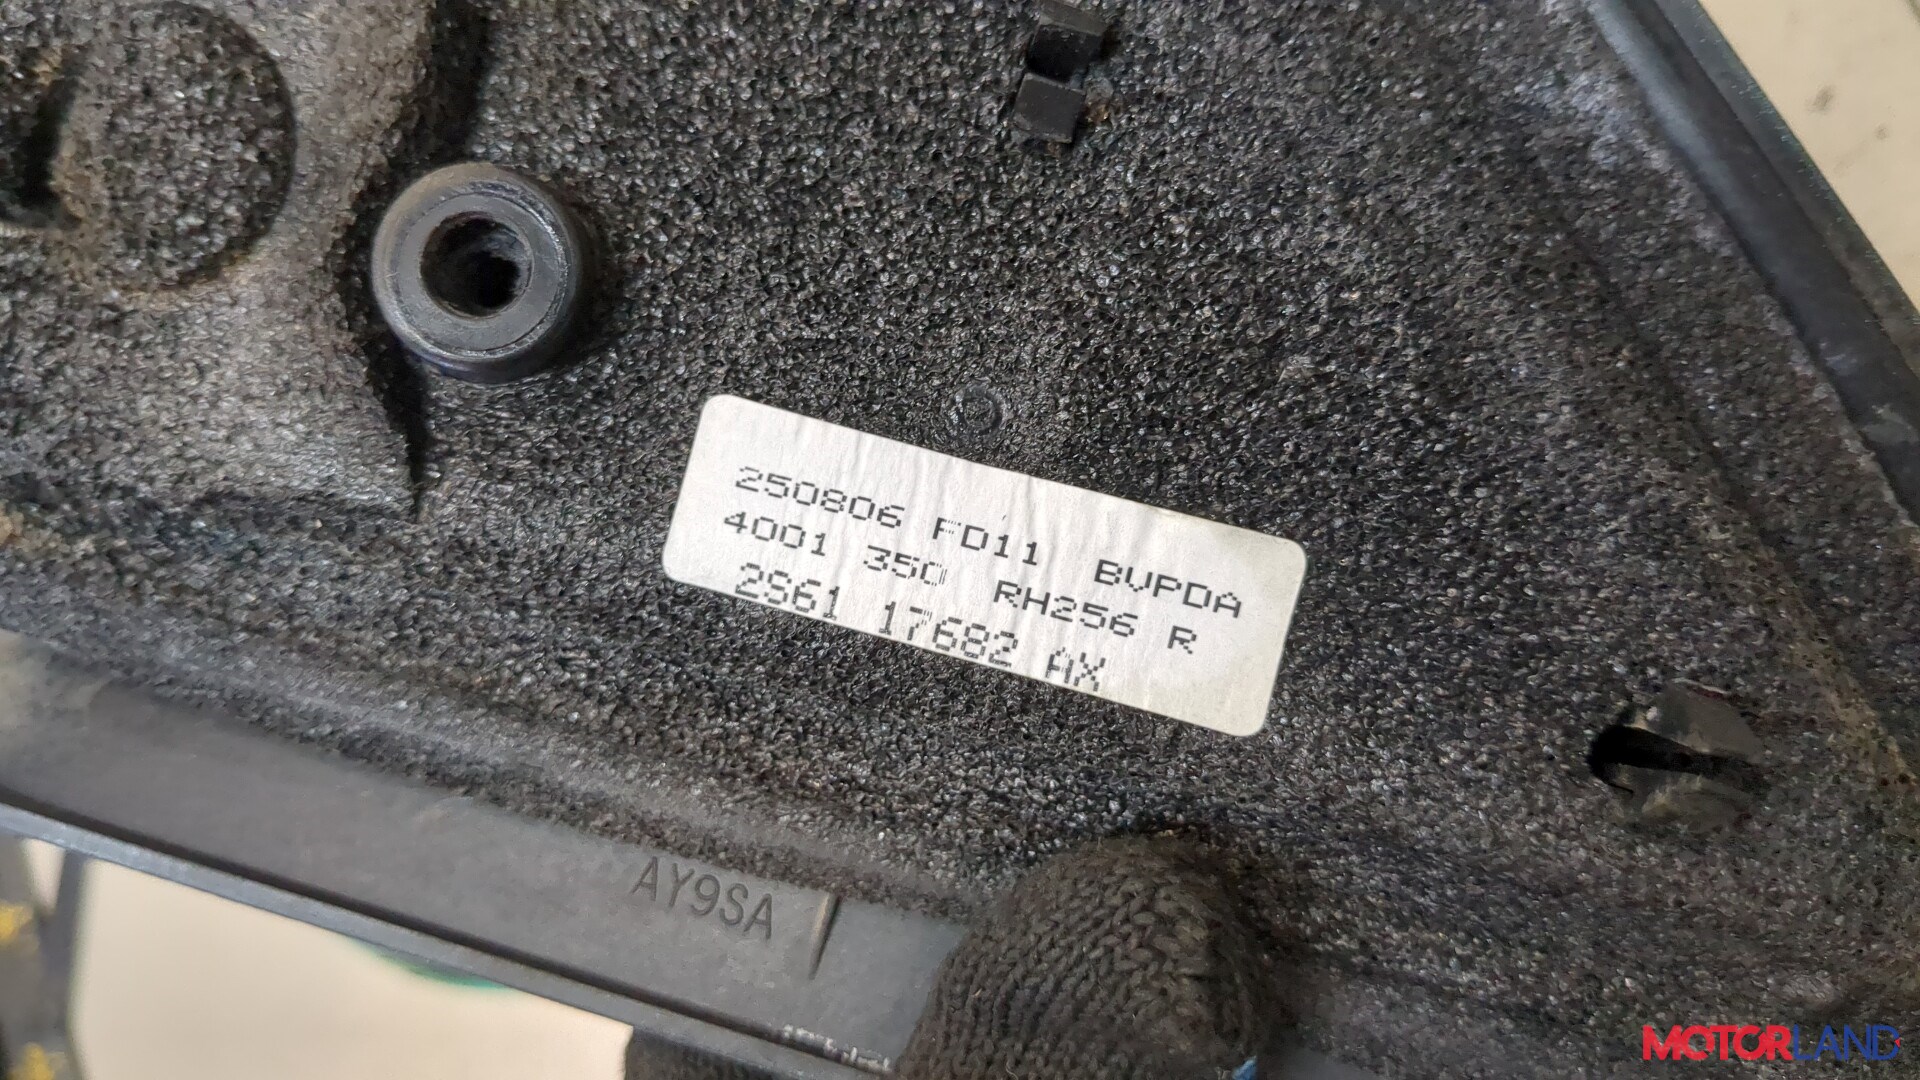 250806 FD11 BVPDA
4001 350 RH256 R
2S61 17682 AX
AY9SA
MOTORLAND